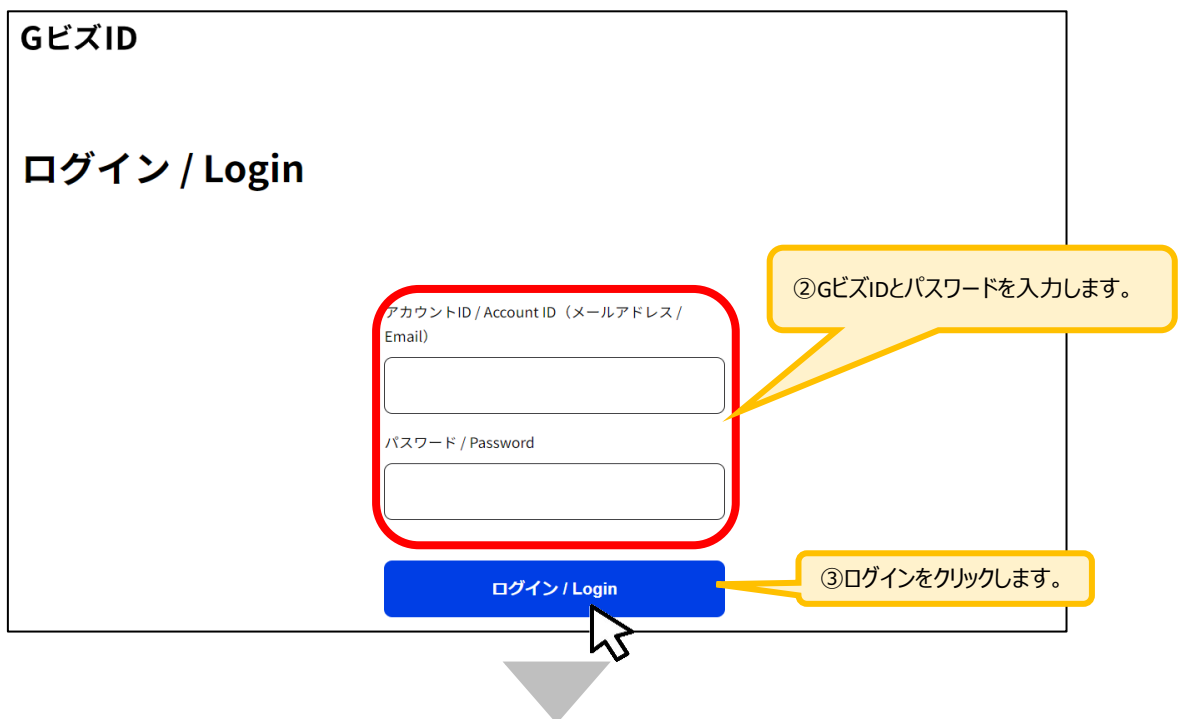 GビズID
ログイン / Login
②GビズIDとパスワードを入力します。
アカウントID / Account ID（メールアドレス /
Email）
パスワード / Password
ログイン / Login
③ログインをクリックします。